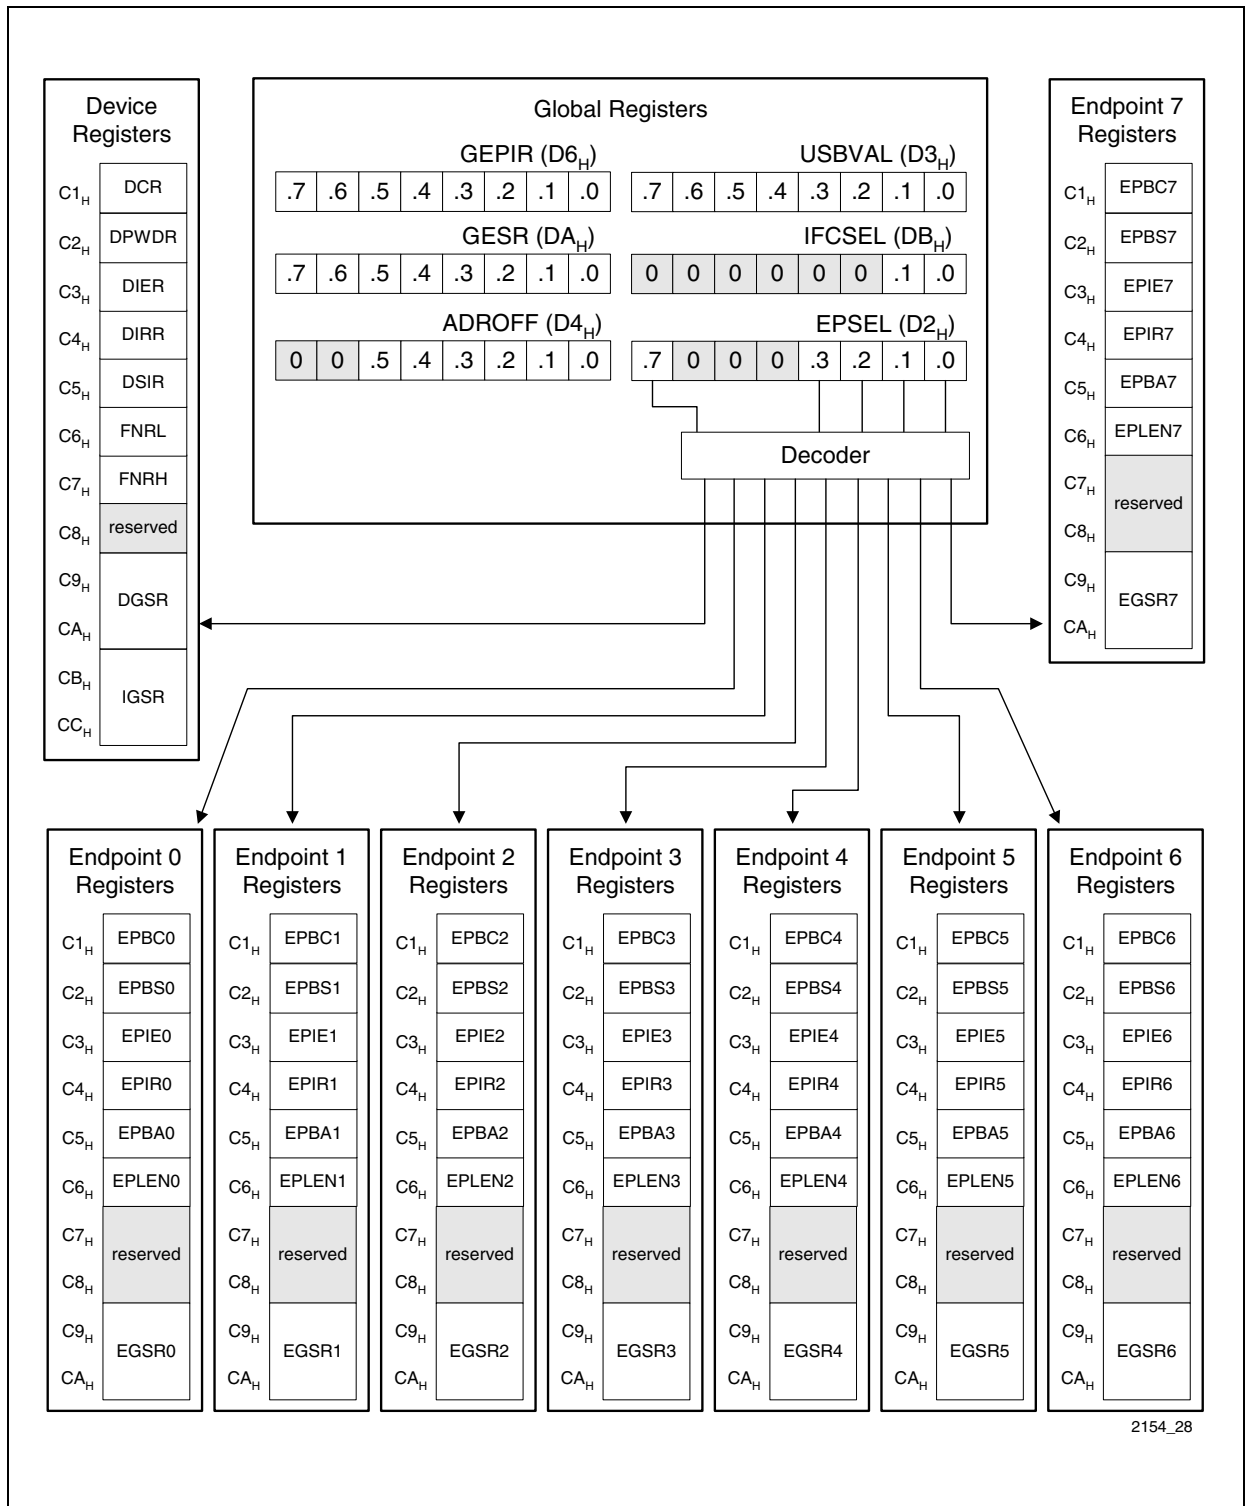 Device
Registers
C1H DCR
C2H DPWDR
C3H DIER
C4H DIRR
C5H DSIR
C6H FNRL
C7H FNRH
C8H reserved
C9H
DGSR
CAH
CBH
IGSR
CCH
Global Registers
GEPIR (D6H) USBVAL (D3H)
.7 .6 .5 .4 .3 .2 .1 .0 .7 .6 .5 .4 .3 .2 .1 .0
GESR (DAH) IFCSEL (DBH)
.7 .6 .5 .4 .3 .2 .1 .0 0 0 0 0 0 0 .1 .0
ADROFF (D4H) EPSEL (D2H)
0 0 .5 .4 .3 .2 .1 .0 .7 0 0 0 .3 .2 .1 .0
Decoder
Endpoint 7
Registers
C1H EPBC7
C2H EPBS7
C3H EPIE7
C4H EPIR7
C5H EPBA7
C6H EPLEN7
C7H
reserved
C8H
C9H
EGSR7
CAH
Endpoint 0
Registers
C1H EPBC0
C2H EPBS0
C3H EPIE0
C4H EPIR0
C5H EPBA0
C6H EPLEN0
C7H
reserved
C8H
C9H
EGSR0
CAH
Endpoint 1
Registers
C1H EPBC1
C2H EPBS1
C3H EPIE1
C4H EPIR1
C5H EPBA1
C6H EPLEN1
C7H
reserved
C8H
C9H
EGSR1
CAH
Endpoint 2
Registers
C1H EPBC2
C2H EPBS2
C3H EPIE2
C4H EPIR2
C5H EPBA2
C6H EPLEN2
C7H
reserved
C8H
C9H
EGSR2
CAH
Endpoint 3
Registers
C1H EPBC3
C2H EPBS3
C3H EPIE3
C4H EPIR3
C5H EPBA3
C6H EPLEN3
C7H
reserved
C8H
C9H
EGSR3
CAH
Endpoint 4
Registers
C1H EPBC4
C2H EPBS4
C3H EPIE4
C4H EPIR4
C5H EPBA4
C6H EPLEN4
C7H
reserved
C8H
C9H
EGSR4
CAH
Endpoint 5
Registers
C1H EPBC5
C2H EPBS5
C3H EPIE5
C4H EPIR5
C5H EPBA5
C6H EPLEN5
C7H
reserved
C8H
C9H
EGSR5
CAH
Endpoint 6
Registers
C1H EPBC6
C2H EPBS6
C3H EPIE6
C4H EPIR6
C5H EPBA6
C6H EPLEN6
C7H
reserved
C8H
C9H
EGSR6
CAH
2154_28